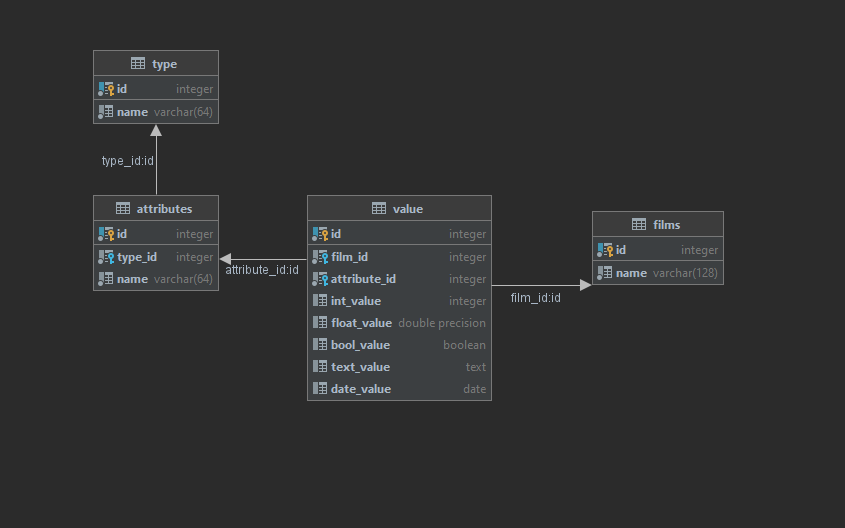 type
id integer
name varchar(64)
type_id:id
attributes
id integer
type_id integer
name varchar(64)
attribute_id:id
value
id integer
film_id integer
attribute_id integer
int_value integer
float_value double precision
bool_value boolean
text_value text
date_value date
film_id:id
films
id integer
name varchar(128)